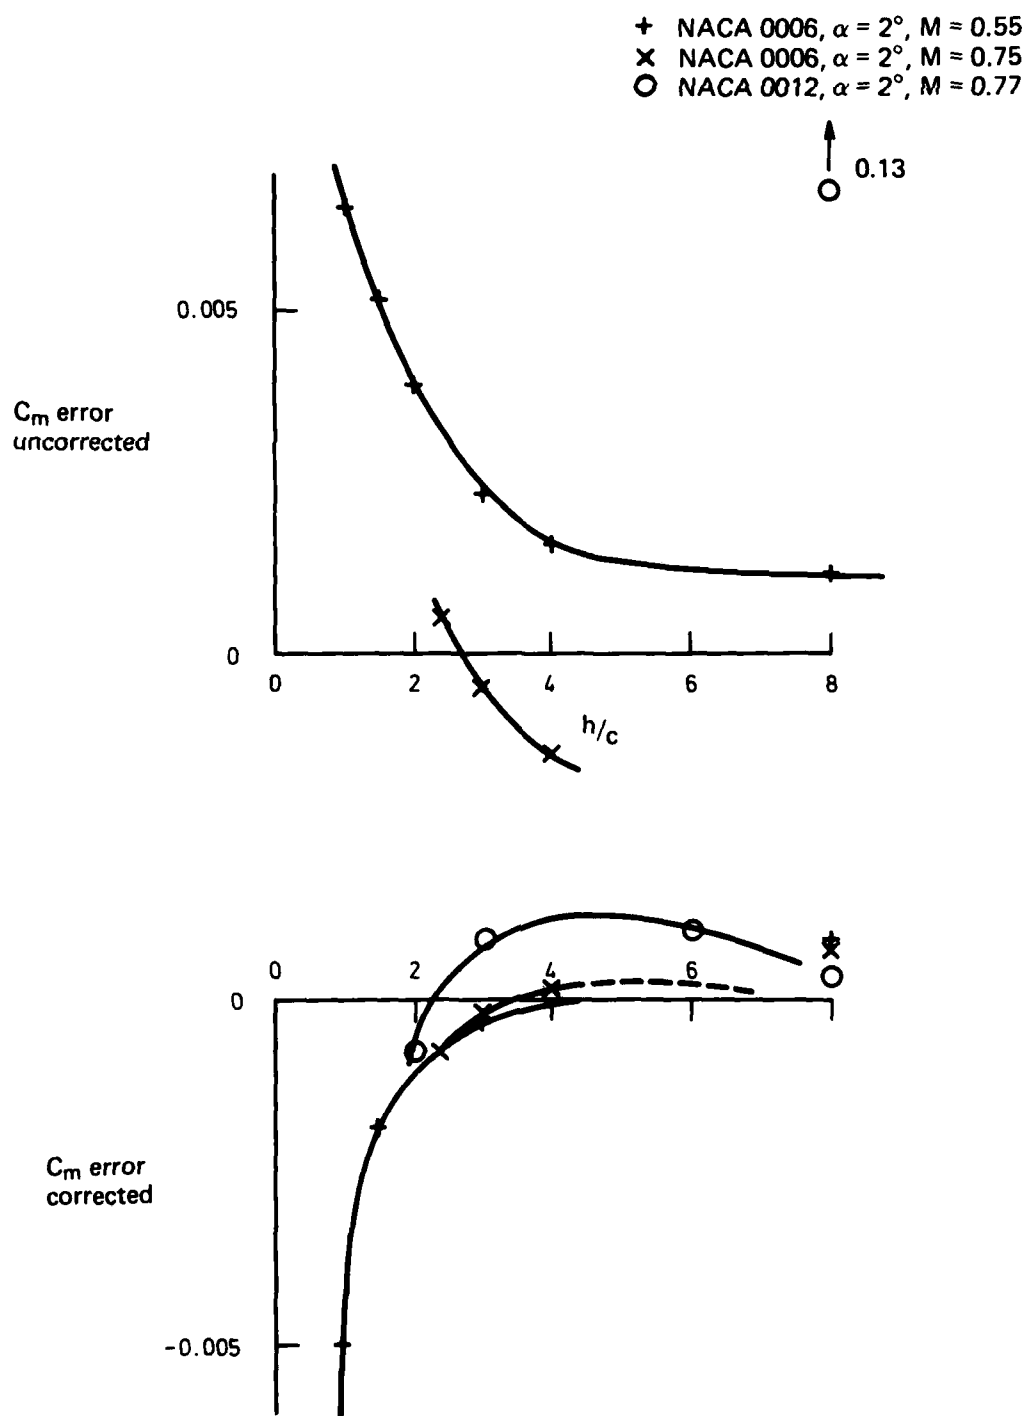 + NACA 0006, α = 2°, M = 0.55
× NACA 0006, α = 2°, M = 0.75
O NACA 0012, α = 2°, M = 0.77
0.13
0.005
Cm error
uncorrected
0
0 2 4 6 8
h/c
0 2 4 6
0
Cm error
corrected
-0.005